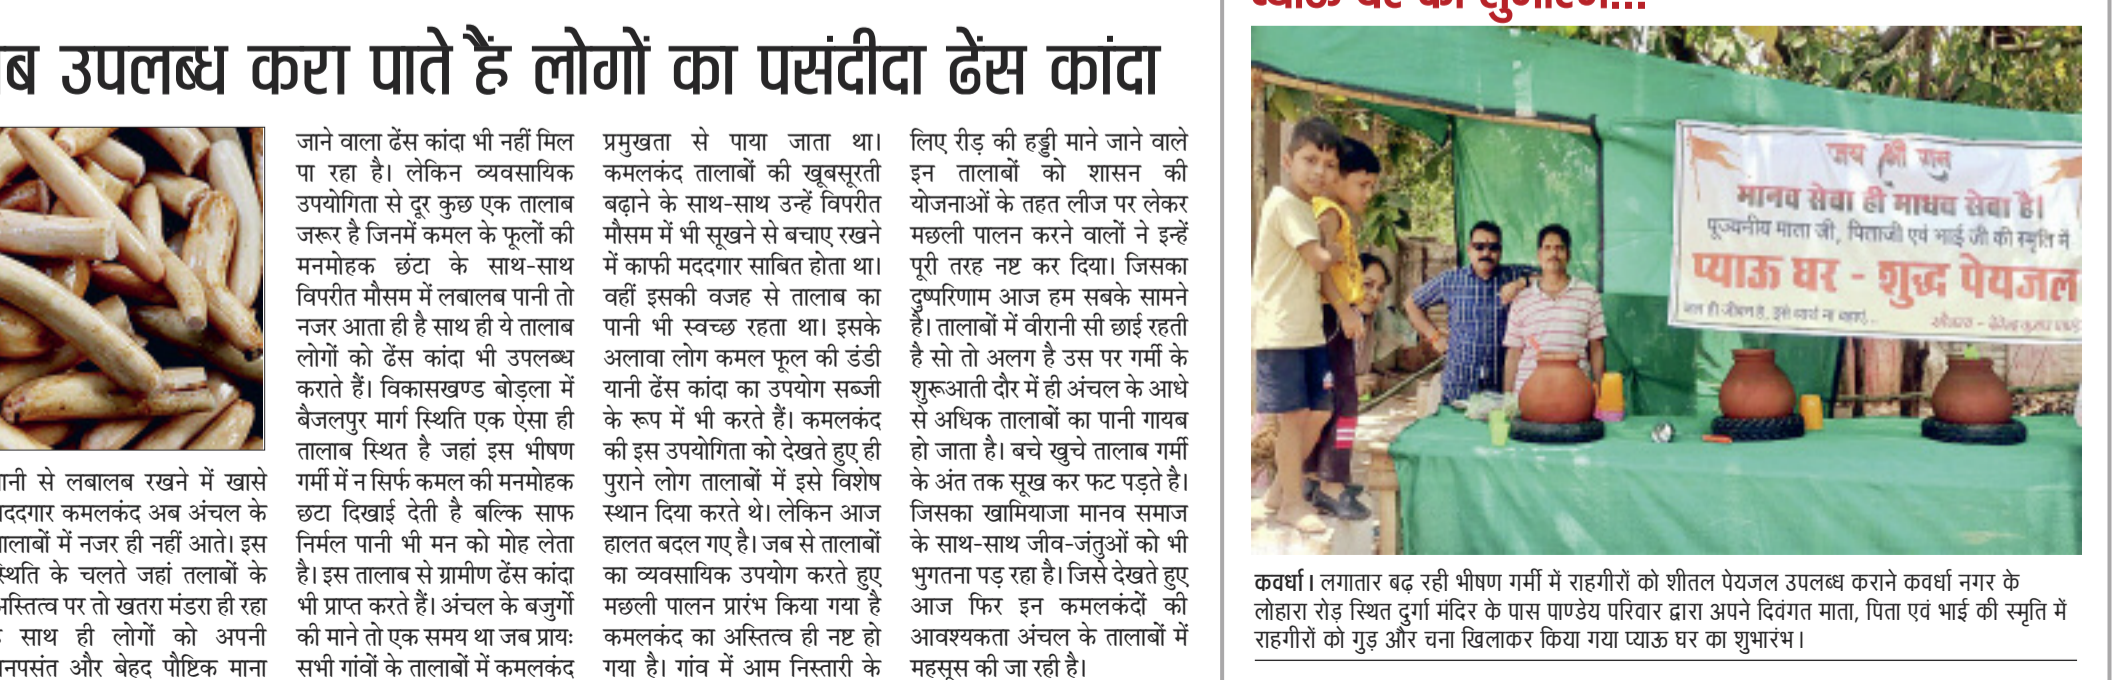 उपलब्ध करा पाते हैं लोगों का पसंदीदा ढेंस कांदा
से लबालब रखने में खासे
कमलकंद अब अंचल के
में नजर ही नहीं आते। इस
के चलते जहां तलाबों के
पर तो खतरा मंडरा ही रहा
साथ ही लोगों को अपनी
और बेहद पौष्टिक माना
जाने वाला ढेंस कांदा भी नहीं मिल
पा रहा है। लेकिन व्यवसायिक
उपयोगिता से दूर कुछ एक तालाब
जरूर है जिनमें कमल के फूलों की
मनमोहक छंटा के साथ-साथ
विपरीत मौसम में लबालब पानी तो
नजर आता ही है साथ ही ये तालाब
लोगों को ढेंस कांदा भी उपलब्ध
कराते हैं। विकासखण्ड बोड़ला में
बैजलपुर मार्ग स्थिति एक ऐसा ही
तालाब स्थित है जहां इस भीषण
गर्मी में न सिर्फ कमल की मनमोहक
छटा दिखाई देती है बल्कि साफ
निर्मल पानी भी मन को मोह लेता
है। इस तालाब से ग्रामीण ढेंस कांदा
भी प्राप्त करते हैं। अंचल के बजुर्गो
की माने तो एक समय था जब प्रायः
सभी गांवों के तालाबों में कमलकंद
प्रमुखता से पाया जाता था।
कमलकंद तालाबों की खूबसूरती
बढ़ाने के साथ-साथ उन्हें विपरीत
मौसम में भी सूखने से बचाए रखने
में काफी मददगार साबित होता था।
वहीं इसकी वजह से तालाब का
पानी भी स्वच्छ रहता था। इसके
अलावा लोग कमल फूल की डंडी
यानी ढेंस कांदा का उपयोग सब्जी
के रूप में भी करते हैं। कमलकंद
की इस उपयोगिता को देखते हुए ही
पुराने लोग तालाबों में इसे विशेष
स्थान दिया करते थे। लेकिन आज
हालत बदल गए है। जब से तालाबों
का व्यवसायिक उपयोग करते हुए
मछली पालन प्रारंभ किया गया है
कमलकंद का अस्तित्व ही नष्ट हो
गया है। गांव में आम निस्तारी के
लिए रीड़ की हड्डी माने जाने वाले
इन तालाबों को शासन की
योजनाओं के तहत लीज पर लेकर
मछली पालन करने वालों ने इन्हें
पूरी तरह नष्ट कर दिया। जिसका
दुष्परिणाम आज हम सबके सामने
है। तालाबों में वीरानी सी छाई रहती
है सो तो अलग है उस पर गर्मी के
शुरूआती दौर में ही अंचल के आधे
से अधिक तालाबों का पानी गायब
हो जाता है। बचे खुचे तालाब गर्मी
के अंत तक सूख कर फट पड़ते है।
जिसका खामियाजा मानव समाज
के साथ-साथ जीव-जंतुओं को भी
भुगतना पड़ रहा है। जिसे देखते हुए
आज फिर इन कमलकंदों की
आवश्यकता अंचल के तालाबों में
महसूस की जा रही है।
जय श्री राम
मानव सेवा ही माधव सेवा है।
पूज्यनीय माता जी, पिताजी एवं भाई जी की स्मृति में
प्याऊ घर - शुद्ध पेयजल
जल ही जीवन है, इसे व्यर्थ ना बहाएं..
कवर्धा। लगातार बढ़ रही भीषण गर्मी में राहगीरों को शीतल पेयजल उपलब्ध कराने कवर्धा नगर के
लोहारा रोड़ स्थित दुर्गा मंदिर के पास पाण्डेय परिवार द्वारा अपने दिवंगत माता, पिता एवं भाई की स्मृति में
राहगीरों को गुड़ और चना खिलाकर किया गया प्याऊ घर का शुभारंभ।